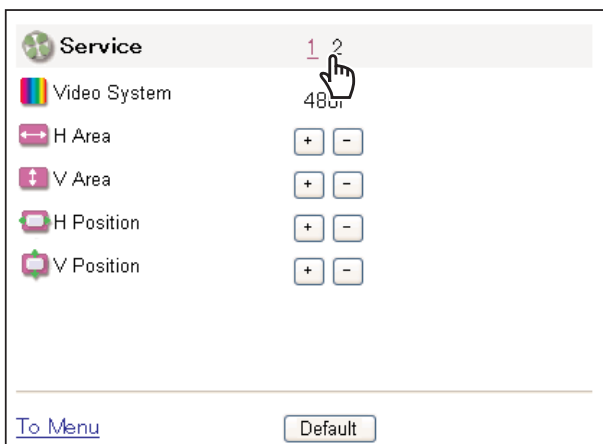 Service 1 2
Video System
H Area + -
V Area + -
H Position + -
V Position + -
To Menu Default